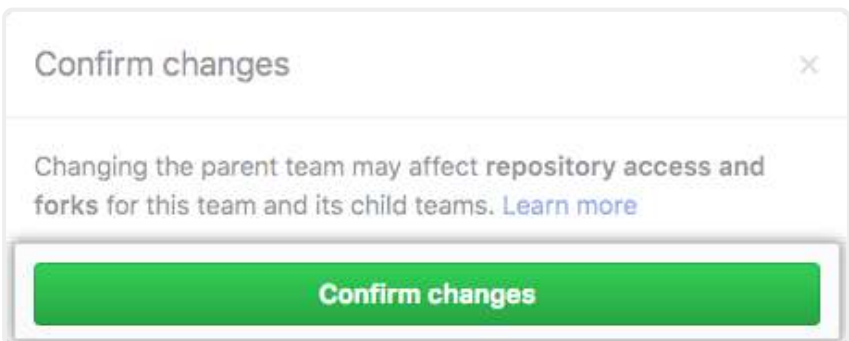 Confirm changes
Changing the parent team may affect repository access and
forks for this team and its child teams. Learn more
Confirm changes